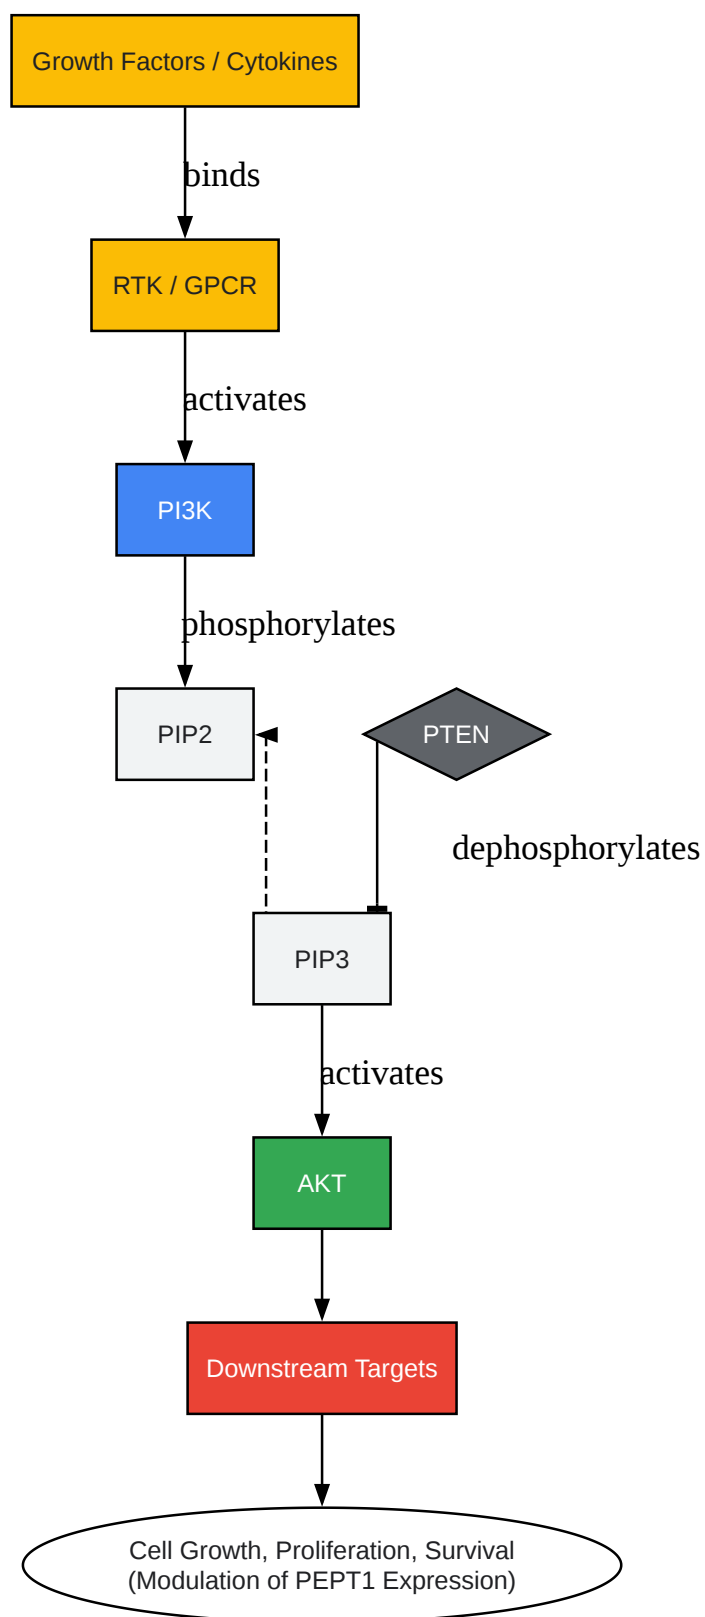 Growth Factors / Cytokines
binds
RTK / GPCR
activates
PI3K
phosphorylates
PIP2
PTEN
dephosphorylates
PIP3
activates
AKT
Downstream Targets
Cell Growth, Proliferation, Survival
(Modulation of PEPT1 Expression)